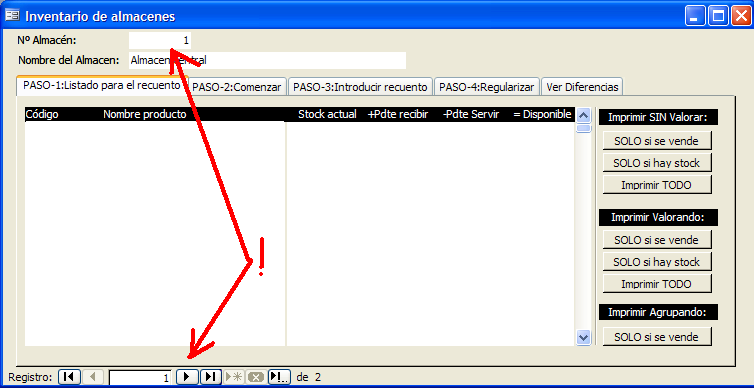 Inventario de almacenes
Nº Almacén: 1
Nombre del Almacen: Almacen Central
PASO-1:Listado para el recuento PASO-2:Comenzar PASO-3:Introducir recuento PASO-4:Regularizar Ver Diferencias
Código Nombre producto Stock actual +Pdte recibir -Pdte Servir = Disponible
Imprimir SIN Valorar:
SOLO si se vende
SOLO si hay stock
Imprimir TODO
Imprimir Valorando:
SOLO si se vende
SOLO si hay stock
Imprimir TODO
Imprimir Agrupando:
SOLO si se vende
!
Registro: 1 de 2